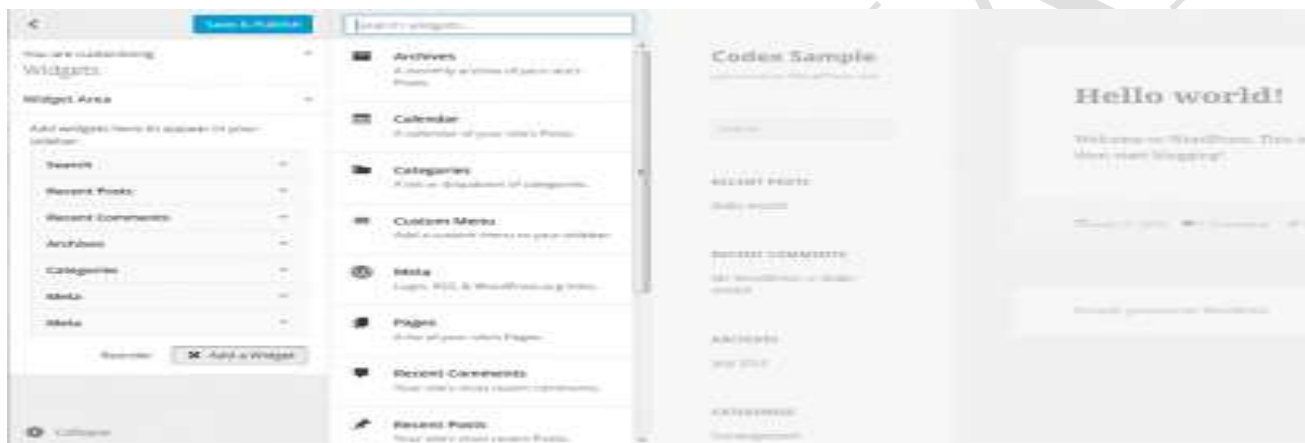 Save & Publish
You are customizing
Widgets
Widget Area
Add widgets here to appear in your
sidebar.
Search
Recent Posts
Recent Comments
Archives
Categories
Meta
Meta
Reorder
Add a Widget
Collapse
Search widgets...
Archives
A monthly archive of your site's
Posts.
Calendar
A calendar of your site's Posts.
Categories
A list or dropdown of categories.
Custom Menu
Add a custom menu to your sidebar.
Meta
Login, RSS, & WordPress.org links.
Pages
A list of your site's Pages.
Recent Comments
Your site's most recent comments.
Recent Posts
Your site's most recent Posts.
Codex Sample
RECENT POSTS
Hello world!
RECENT COMMENTS
ARCHIVES
CATEGORIES
Uncategorized
Hello world!
Welcome to WordPress. This
then start blogging!